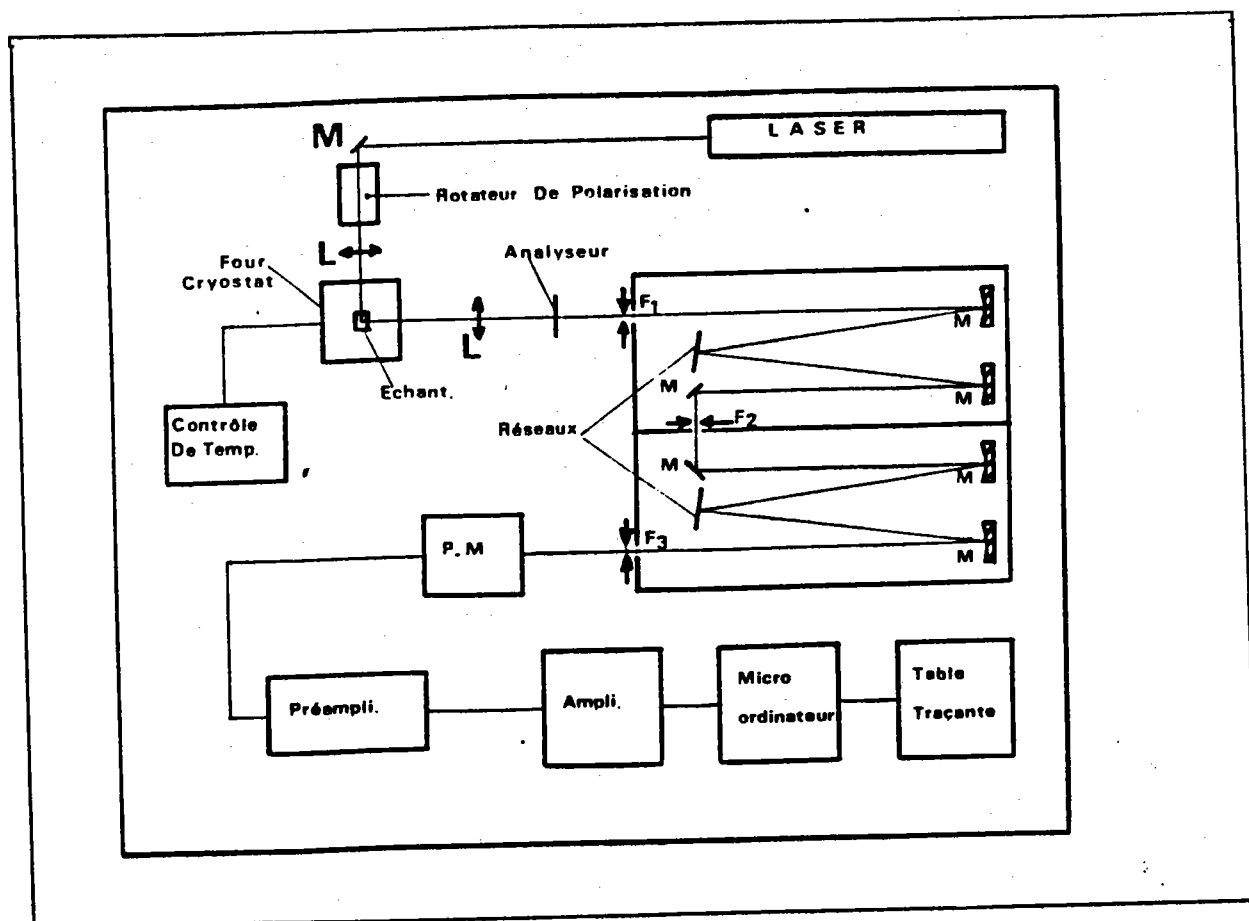 LASER
M
Rotateur De Polarisation
L
Four
Cryostat
Analyseur
F1
M
L
Echant.
M
M
Contrôle
De Temp.
Réseaux
F2
M
M
P.M
F3
M
Préampli.
Ampli.
Micro
ordinateur
Table
Traçante